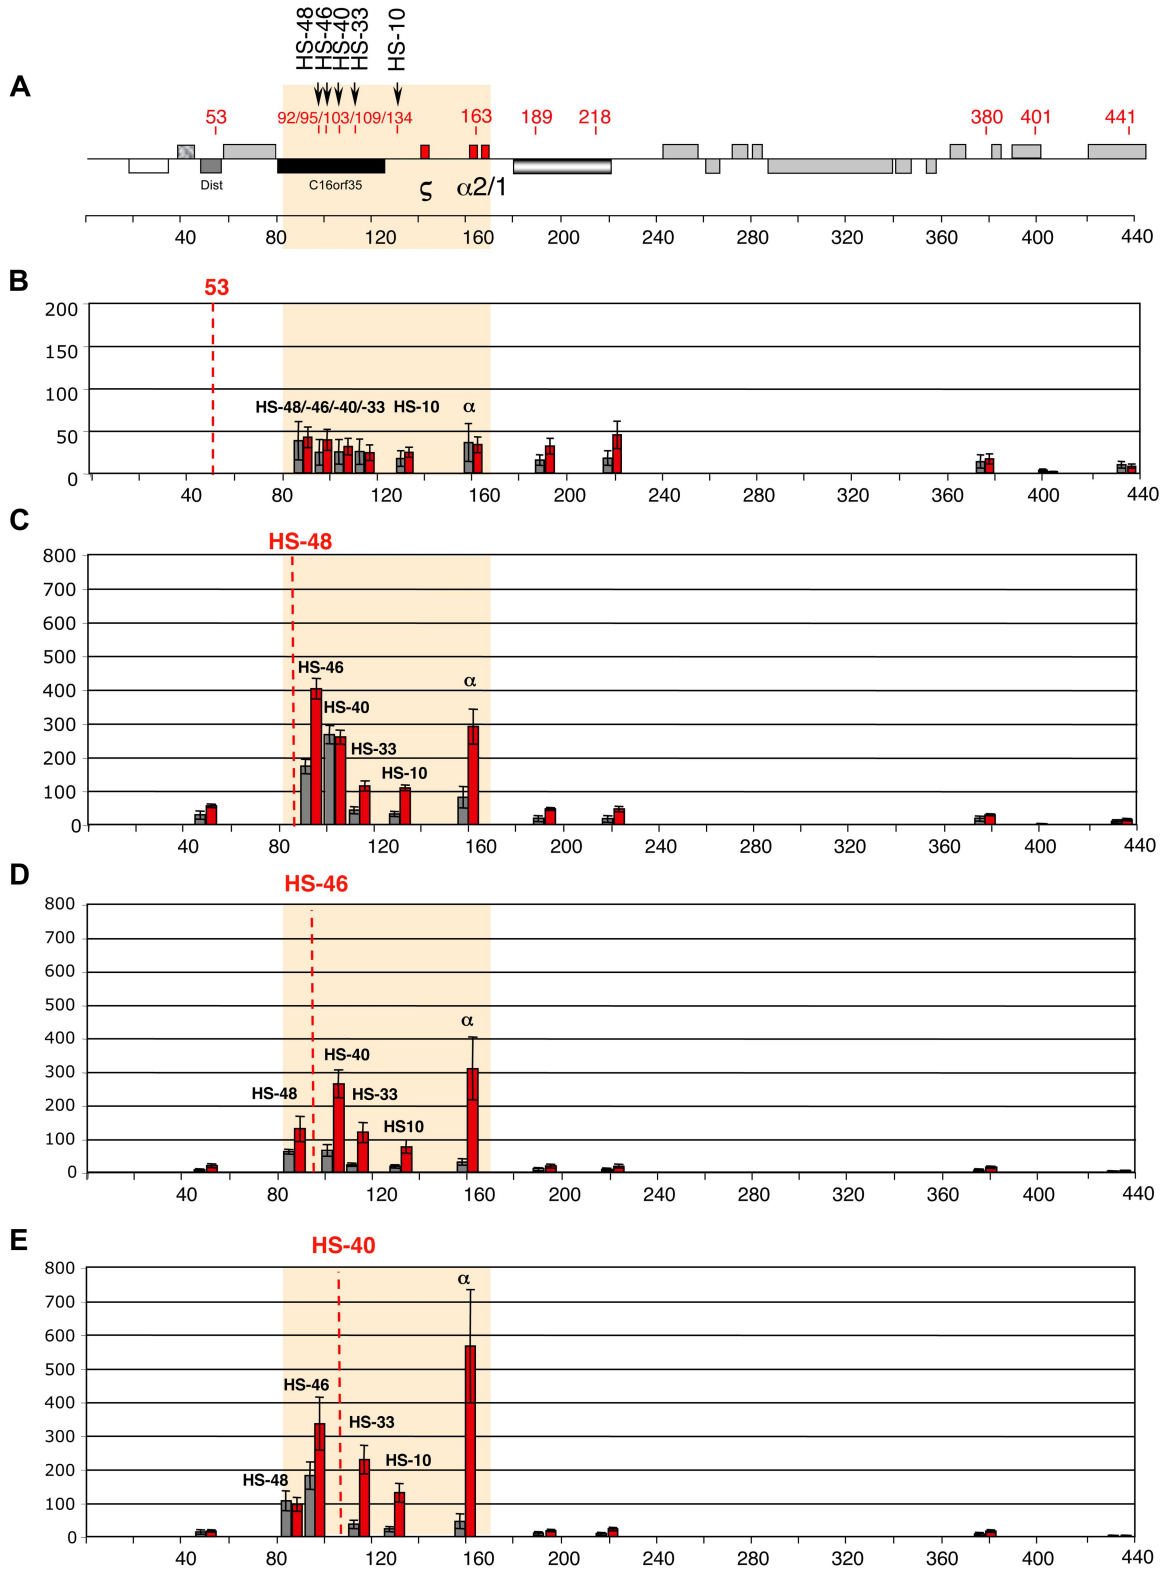 HS-48 HS-46 HS-40 HS-33 HS-10
A
53 92/95/103/109/134 163 189 218 380 401 441
Dist C16orf35 ς α2/1
40 80 120 160 200 240 280 320 360 400 440
B
53
200
150
100
HS-48/-46/-40/-33 HS-10 α
50
0
40 80 120 160 200 240 280 320 360 400 440
C
HS-48
800
700
600
500
HS-46 α
400
HS-40
300
HS-33
200
HS-10
100
0
40 80 120 160 200 240 280 320 360 400 440
D
HS-46
800
700
600
500
α
400
HS-40
300
HS-48 HS-33
200
HS10
100
0
40 80 120 160 200 240 280 320 360 400 440
E
HS-40
800
α
700
600
500
HS-46
400
HS-33
300
HS-10
200
HS-48
100
0
40 80 120 160 200 240 280 320 360 400 440